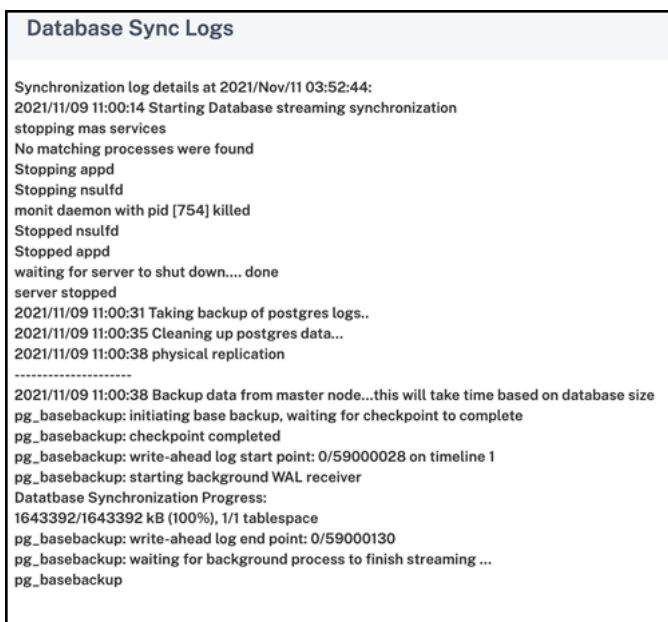 Database Sync Logs
Synchronization log details at 2021/Nov/11 03:52:44:
2021/11/09 11:00:14 Starting Database streaming synchronization
stopping mas services
No matching processes were found
Stopping appd
Stopping nsulfd
monit daemon with pid [754] killed
Stopped nsulfd
Stopped appd
waiting for server to shut down.... done
server stopped
2021/11/09 11:00:31 Taking backup of postgres logs..
2021/11/09 11:00:35 Cleaning up postgres data...
2021/11/09 11:00:38 physical replication
---------------------
2021/11/09 11:00:38 Backup data from master node...this will take time based on database size
pg_basebackup: initiating base backup, waiting for checkpoint to complete
pg_basebackup: checkpoint completed
pg_basebackup: write-ahead log start point: 0/59000028 on timeline 1
pg_basebackup: starting background WAL receiver
Datatbase Synchronization Progress:
1643392/1643392 kB (100%), 1/1 tablespace
pg_basebackup: write-ahead log end point: 0/59000130
pg_basebackup: waiting for background process to finish streaming ...
pg_basebackup